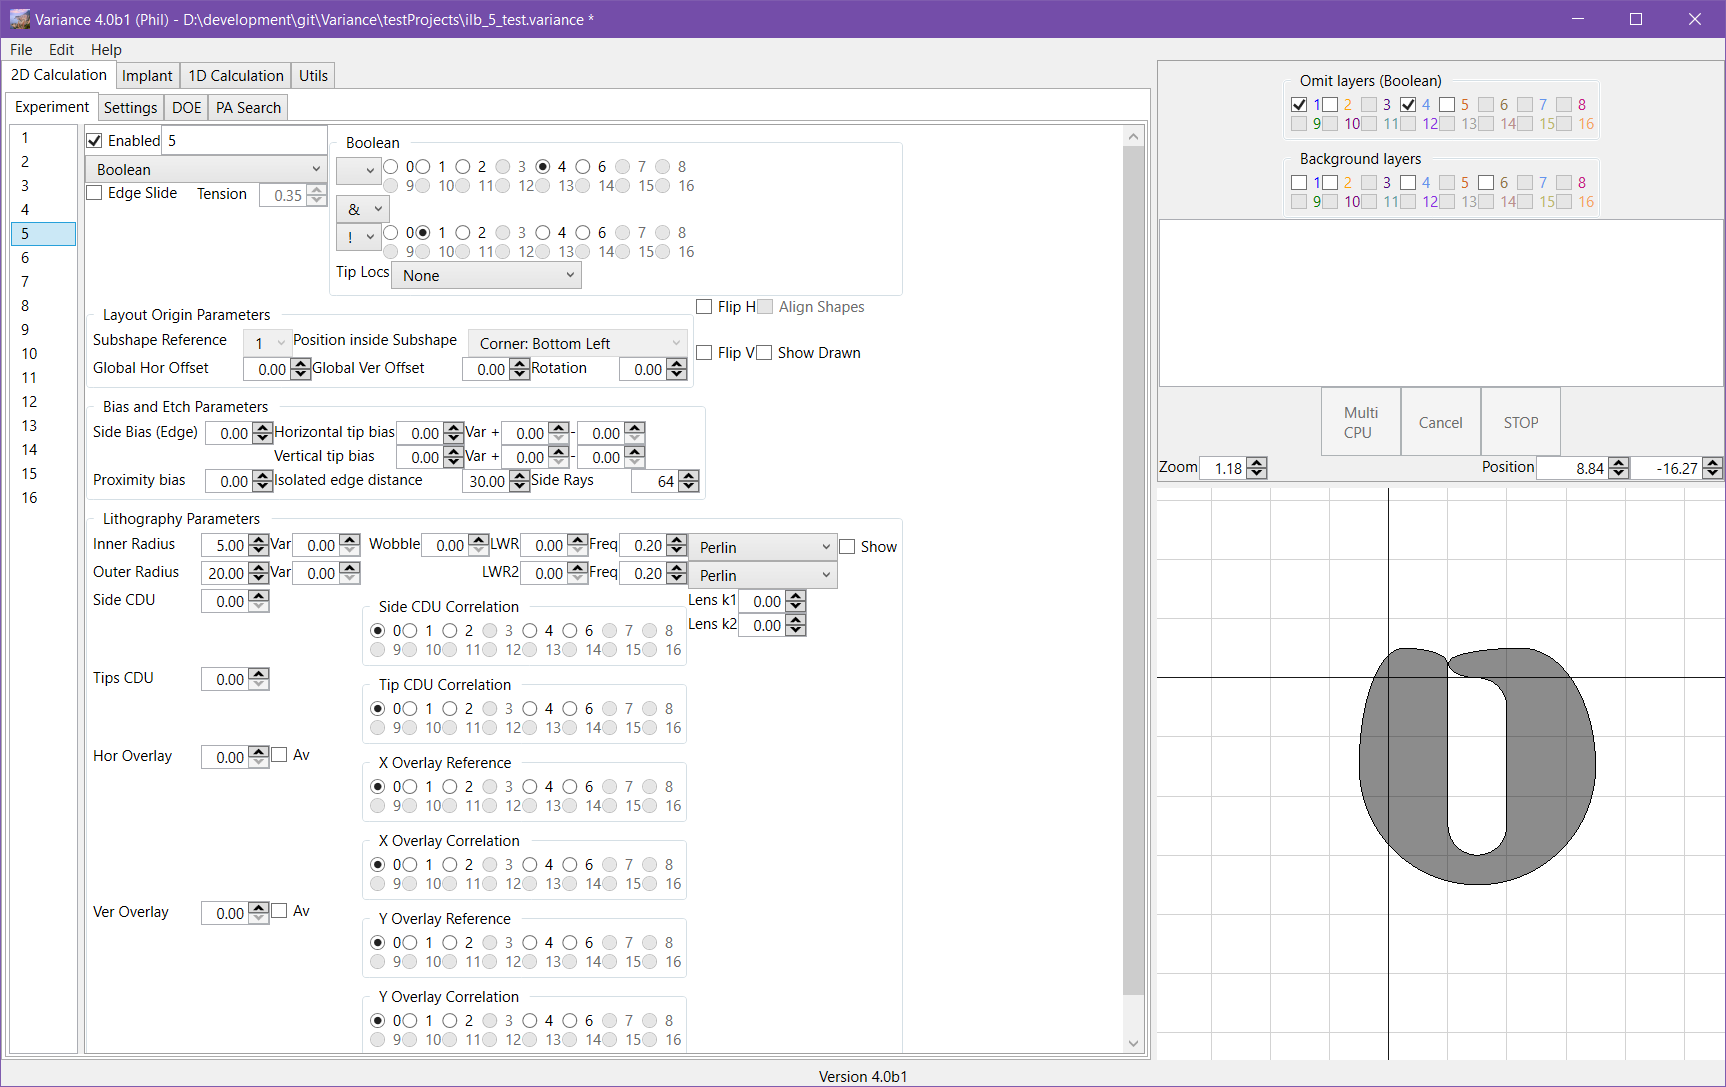 Variance 4.0b1 (Phil) - D:\development\git\Variance\testProjects\ilb_5_test.variance *
File Edit Help
2D Calculation Implant 1D Calculation Utils
Experiment Settings DOE PA Search
1
2
3
4
5
6
7
8
9
10
11
12
13
14
15
16
Enabled 5
Boolean
Edge Slide Tension 0.35
Boolean
0 1 2 3 4 6 7 8
9 10 11 12 13 14 15 16
&
! 0 1 2 3 4 6 7 8
9 10 11 12 13 14 15 16
Tip Locs None
Layout Origin Parameters
Subshape Reference 1 Position inside Subshape Corner: Bottom Left
Global Hor Offset 0.00 Global Ver Offset 0.00 Rotation 0.00
Flip H Align Shapes
Flip V Show Drawn
Bias and Etch Parameters
Side Bias (Edge) 0.00 Horizontal tip bias 0.00 Var + 0.00 - 0.00
Vertical tip bias 0.00 Var + 0.00 - 0.00
Proximity bias 0.00 Isolated edge distance 30.00 Side Rays 64
Lithography Parameters
Inner Radius 5.00 Var 0.00 Wobble 0.00 LWR 0.00 Freq 0.20 Perlin Show
Outer Radius 20.00 Var 0.00 LWR2 0.00 Freq 0.20 Perlin
Side CDU 0.00
Lens k1 0.00
Lens k2 0.00
Side CDU Correlation
0 1 2 3 4 6 7 8
9 10 11 12 13 14 15 16
Tips CDU 0.00
Tip CDU Correlation
0 1 2 3 4 6 7 8
9 10 11 12 13 14 15 16
Hor Overlay 0.00 Av
X Overlay Reference
0 1 2 3 4 6 7 8
9 10 11 12 13 14 15 16
X Overlay Correlation
0 1 2 3 4 6 7 8
9 10 11 12 13 14 15 16
Ver Overlay 0.00 Av
Y Overlay Reference
0 1 2 3 4 6 7 8
9 10 11 12 13 14 15 16
Y Overlay Correlation
0 1 2 3 4 6 7 8
9 10 11 12 13 14 15 16
Omit layers (Boolean)
1 2 3 4 5 6 7 8
9 10 11 12 13 14 15 16
Background layers
1 2 3 4 5 6 7 8
9 10 11 12 13 14 15 16
Multi CPU
Cancel
STOP
Zoom 1.18 Position 8.84 -16.27
Version 4.0b1